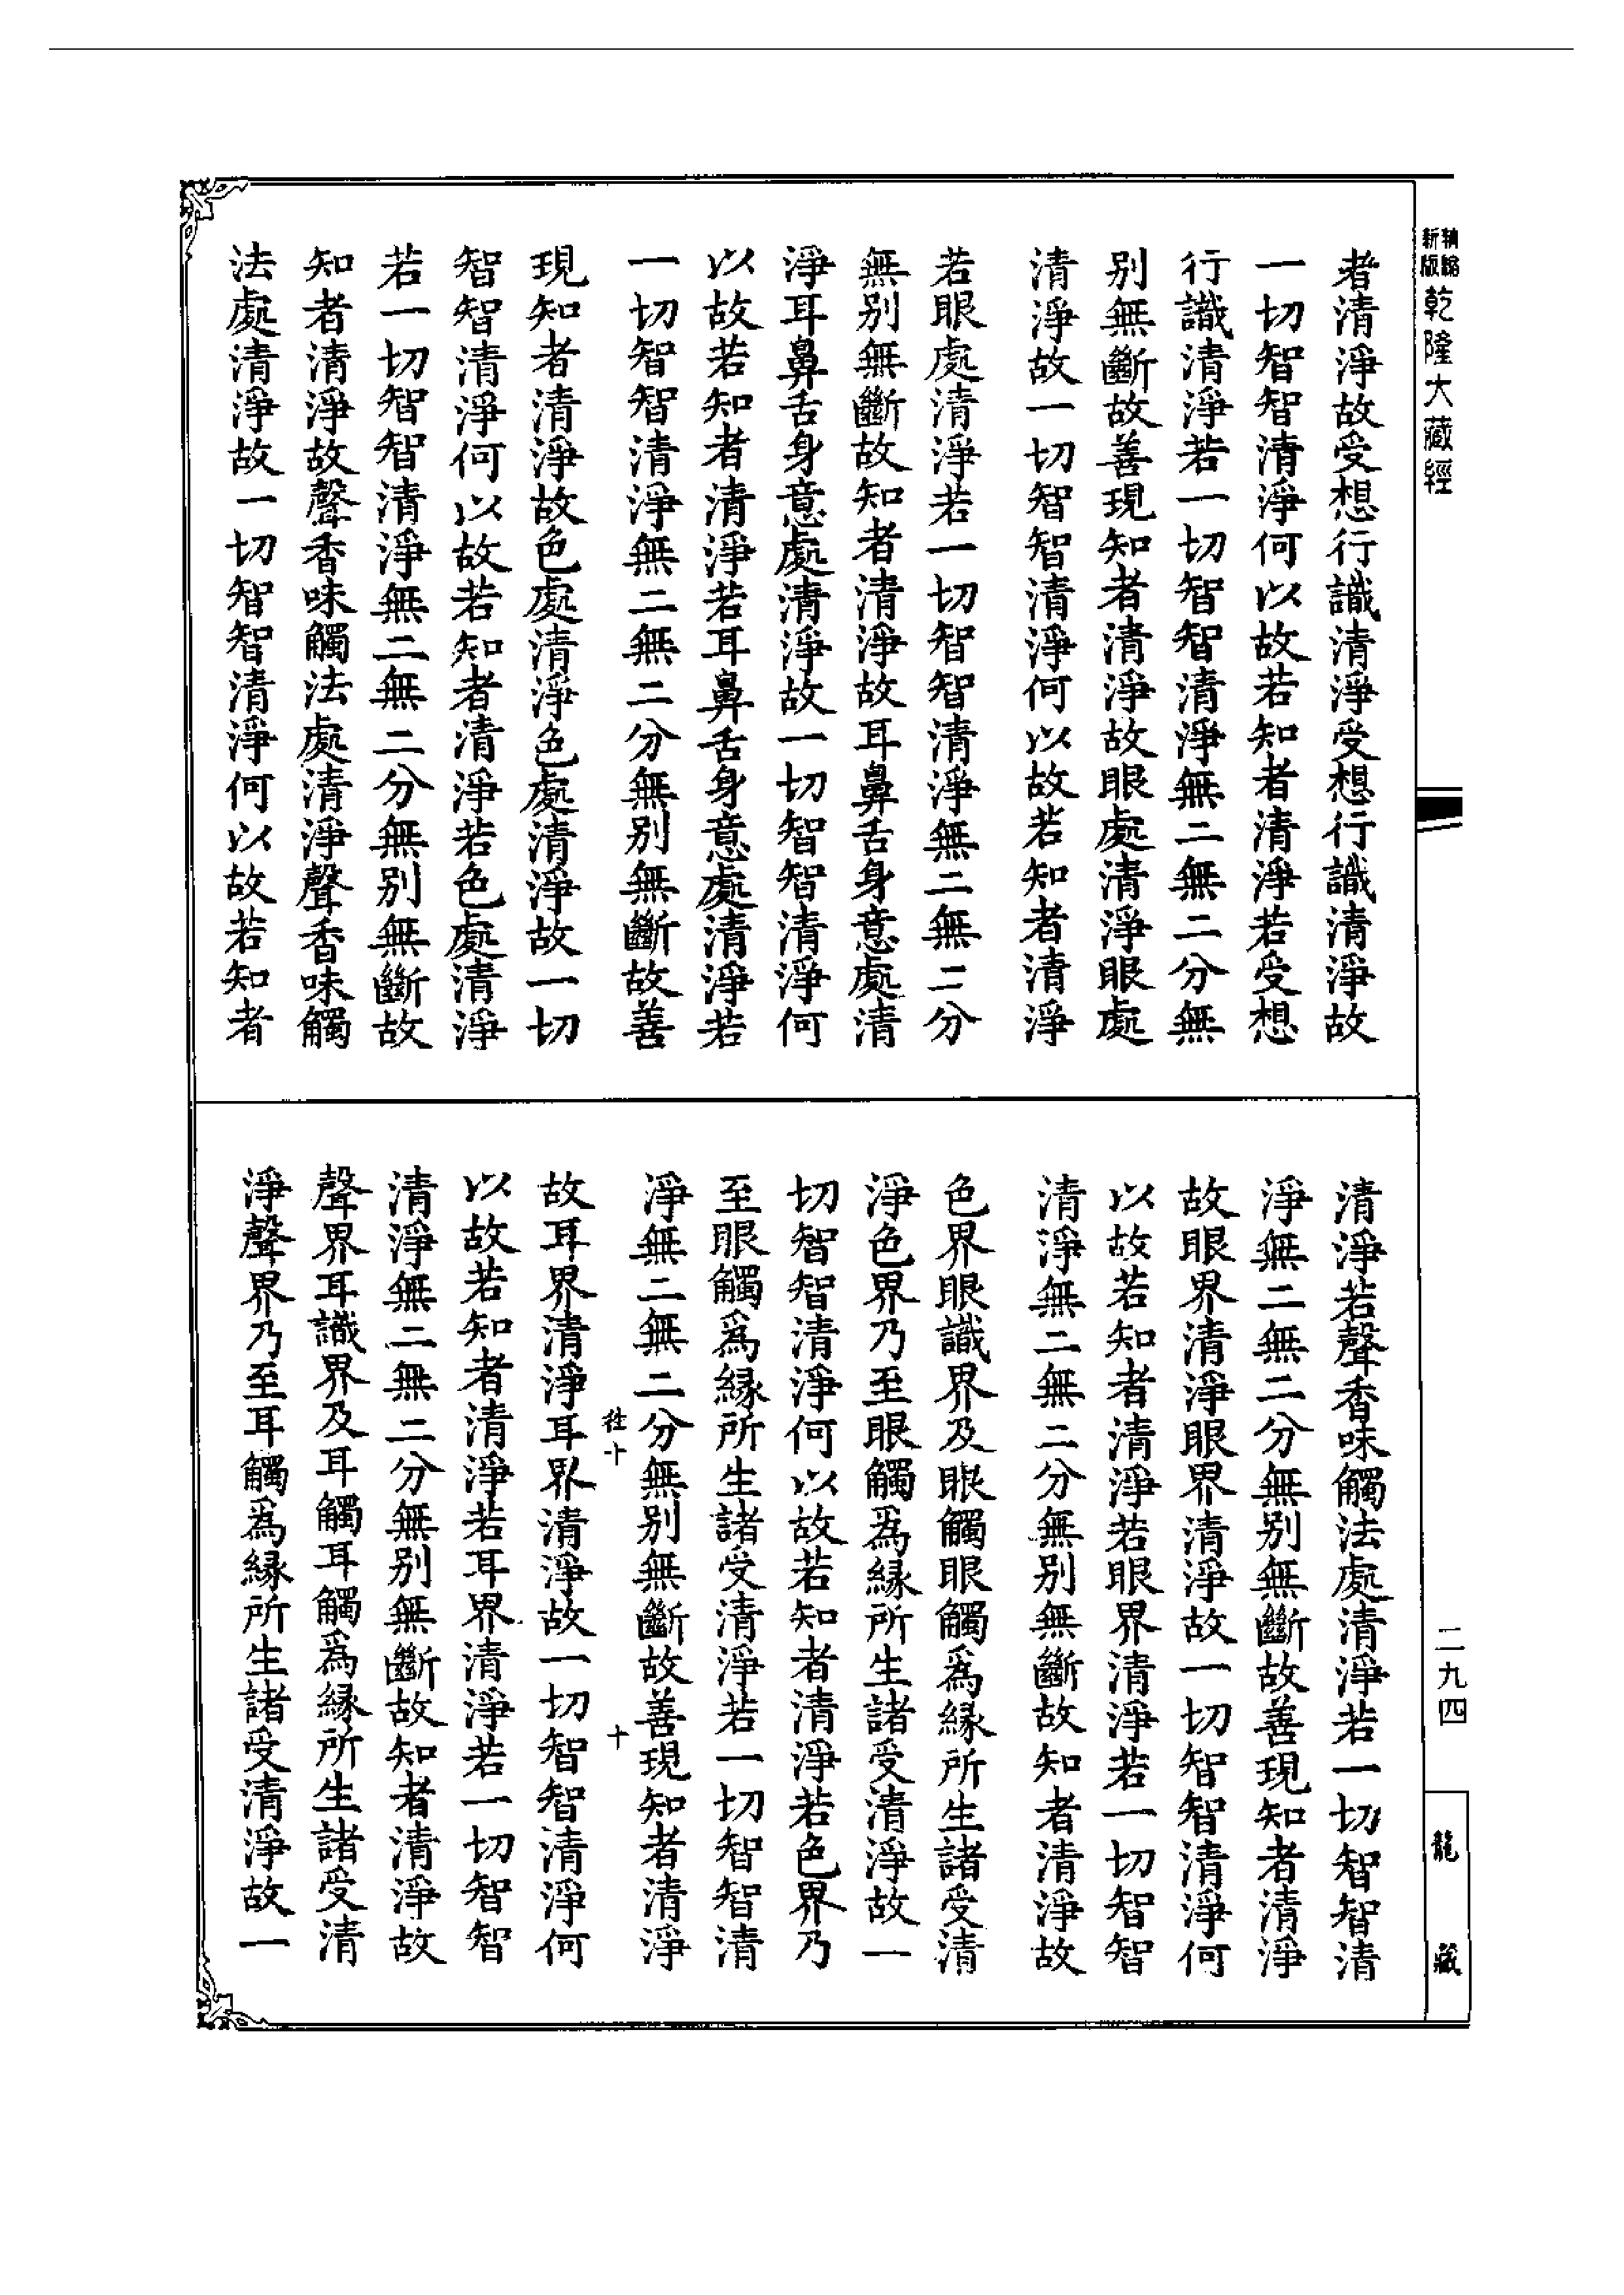 新版
乾隆大藏經
者清淨故受想行識清淨受想行識清淨故
一切智智清淨何以故若知者清淨若受想
行識清淨若一切智智清淨無二無二分無
別無斷故善現知者清淨故眼處清淨眼處
清淨故一切智智清淨何以故若知者清淨
若眼處清淨若一切智智清淨無二無二分
無別無斷故知者清淨故耳鼻舌身意處清
淨耳鼻舌身意處清淨故一切智智清淨何
以故若知者清淨若耳鼻舌身意處清淨若
一切智智清淨無二無二分無別無斷故善
現知者清淨故色處清淨色處清淨故一切
智智清淨何以故若知者清淨若色處清淨
若一切智智清淨無二無二分無別無斷故
知者清淨故聲香味觸法處清淨聲香味觸
法處清淨故一切智智清淨何以故若知者
清淨若聲香味觸法處清淨若一切智智清
淨無二無二分無別無斷故善現知者清淨
故眼界清淨眼界清淨故一切智智清淨何
以故若知者清淨若眼界清淨若一切智智
清淨無二無二分無別無斷故知者清淨故
色界眼識界及眼觸眼觸為緣所生諸受清
淨色界乃至眼觸為緣所生諸受清淨故一
切智智清淨何以故若知者清淨若色界乃
至眼觸為緣所生諸受清淨若一切智智清
淨無二無二分無別無斷故善現知者清淨
十
十
故耳界清淨耳界清淨故一切智智清淨何
以故若知者清淨若耳界清淨若一切智智
清淨無二無二分無別無斷故知者清淨故
聲界耳識界及耳觸耳觸為緣所生諸受清
淨聲界乃至耳觸為緣所生諸受清淨故一
二九四
龍藏